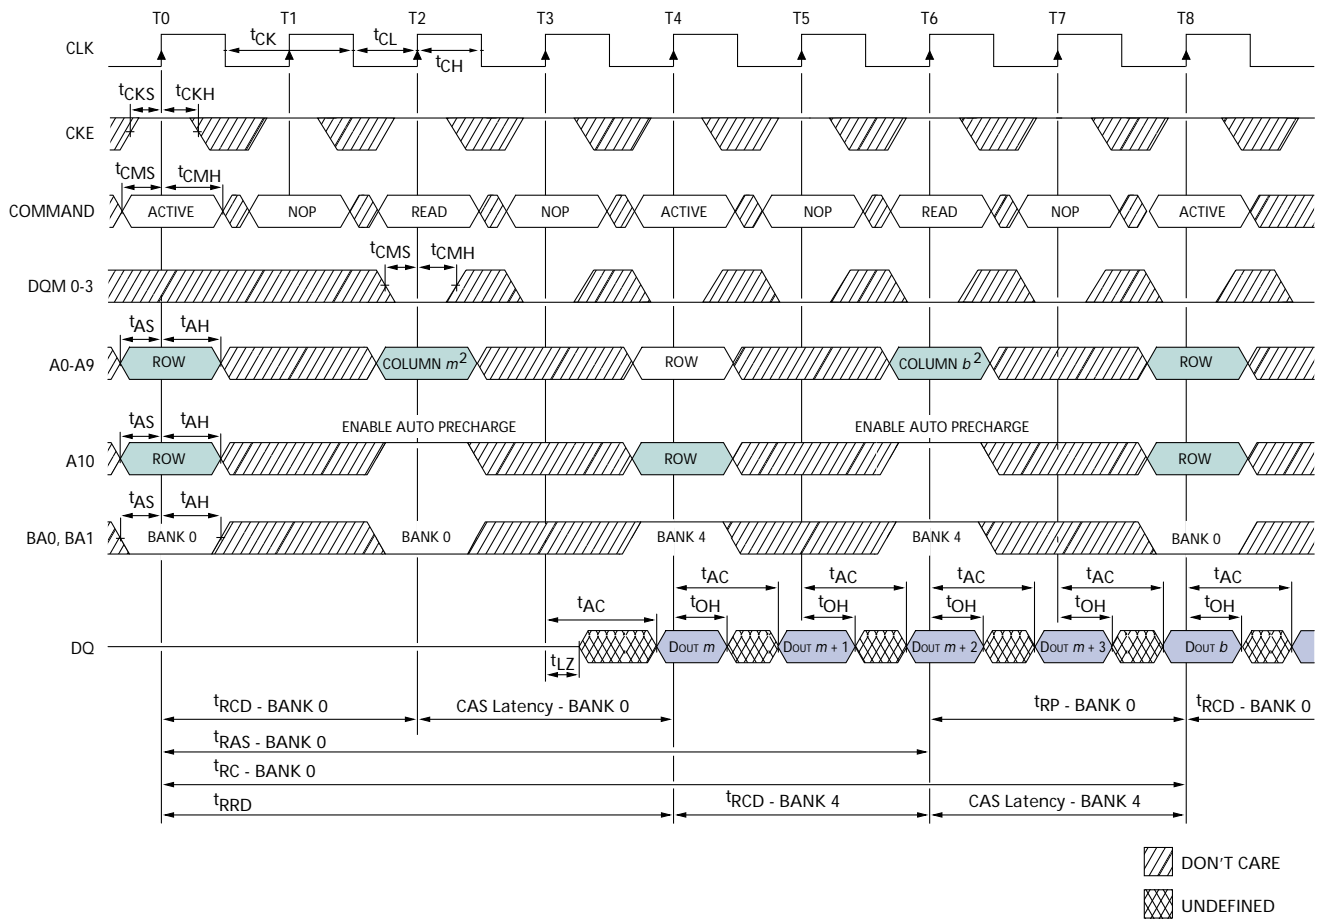 T0 T1 T2 T3 T4 T5 T6 T7 T8
CLK
tCK tCL tCH
tCKS tCKH
CKE
tCMS tCMH
COMMAND ACTIVE NOP READ NOP ACTIVE NOP READ NOP ACTIVE
tCMS tCMH
DQM 0-3
tAS tAH
A0-A9 ROW COLUMN m2 ROW COLUMN b2 ROW
tAS tAH ENABLE AUTO PRECHARGE ENABLE AUTO PRECHARGE
A10 ROW ROW ROW
tAS tAH
BA0, BA1 BANK 0 BANK 0 BANK 4 BANK 4 BANK 0
tAC tAC tAC tAC tAC tAC
tOH tOH tOH tOH tOH
DQ DOUT m DOUT m + 1 DOUT m + 2 DOUT m + 3 DOUT b
tLZ
tRCD - BANK 0 CAS Latency - BANK 0 tRP - BANK 0 tRCD - BANK 0
tRAS - BANK 0
tRC - BANK 0
tRRD tRCD - BANK 4 CAS Latency - BANK 4
DON'T CARE
UNDEFINED